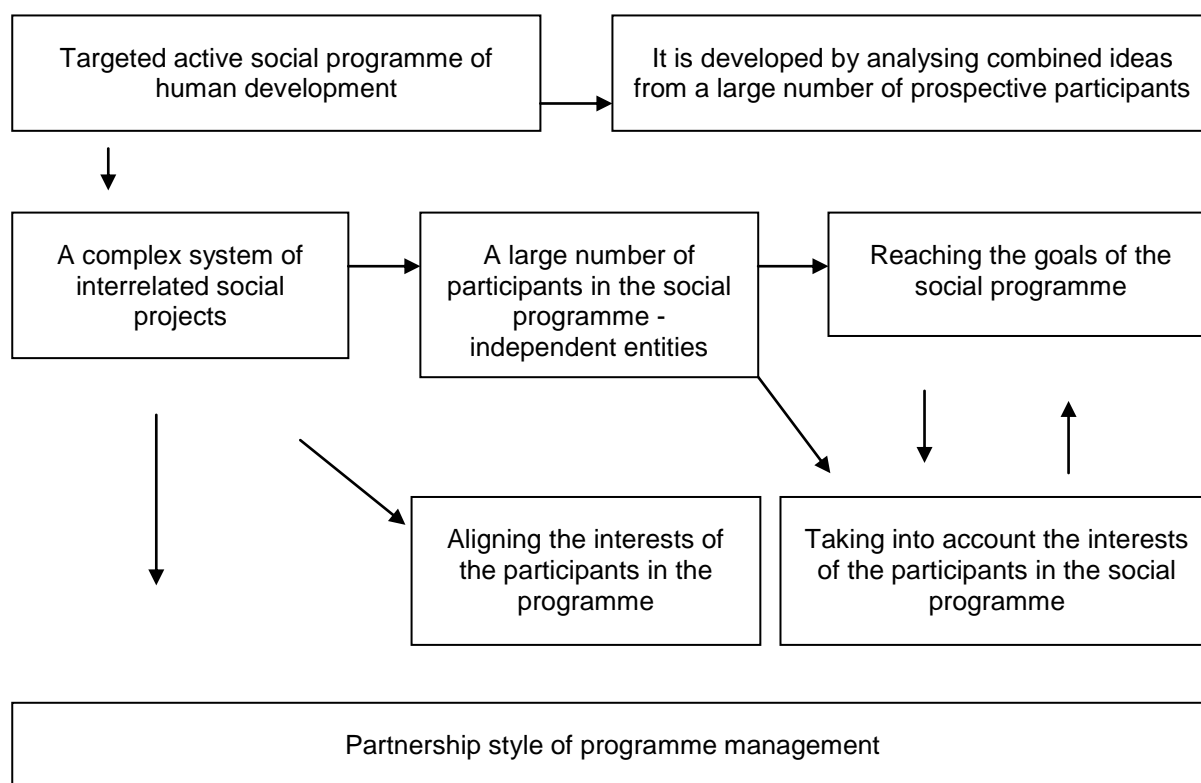 Targeted active social programme of
human development
It is developed by analysing combined ideas
from a large number of prospective participants
A complex system of
interrelated social
projects
A large number of
participants in the social
programme -
independent entities
Reaching the goals of the
social programme
Aligning the interests of
the participants in the
programme
Taking into account the interests
of the participants in the social
programme
Partnership style of programme management